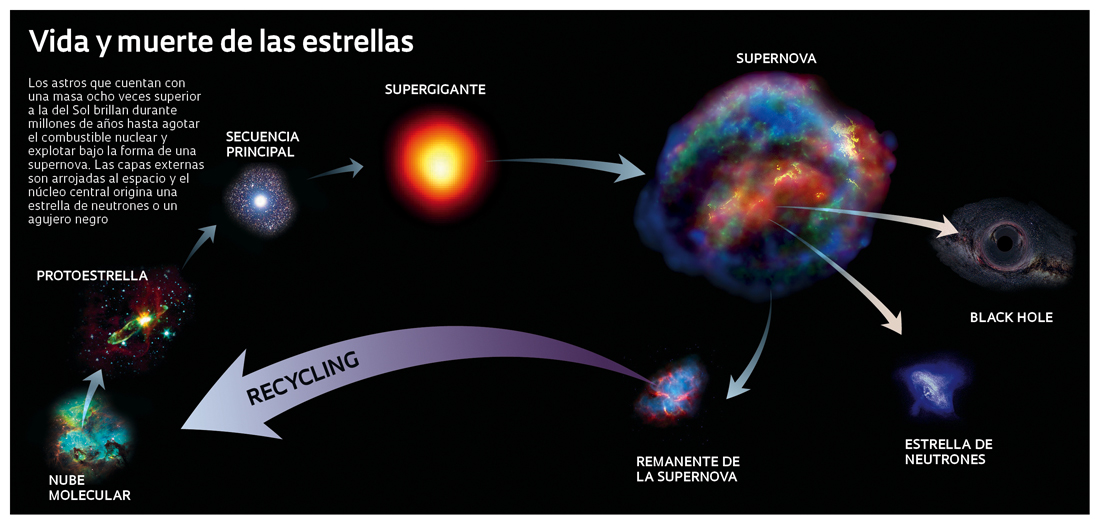 Vida y muerte de las estrellas
Los astros que cuentan con
una masa ocho veces superior
a la del Sol brillan durante
millones de años hasta agotar
el combustible nuclear y
explotar bajo la forma de una
supernova. Las capas externas
son arrojadas al espacio y el
núcleo central origina una
estrella de neutrones o un
agujero negro
SECUENCIA
PRINCIPAL
SUPERGIGANTE
SUPERNOVA
PROTOESTRELLA
BLACK HOLE
RECYCLING
NUBE
MOLECULAR
REMANENTE DE
LA SUPERNOVA
ESTRELLA DE
NEUTRONES